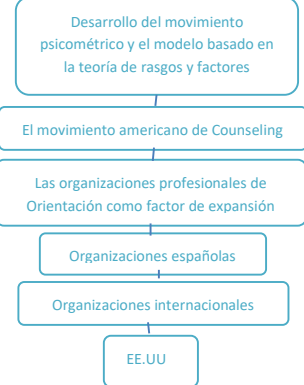 Desarrollo del movimiento
psicométrico y el modelo basado en
la teoría de rasgos y factores
El movimiento americano de Counseling
Las organizaciones profesionales de
Orientación como factor de expansión
Organizaciones españolas
Organizaciones internacionales
EE.UU